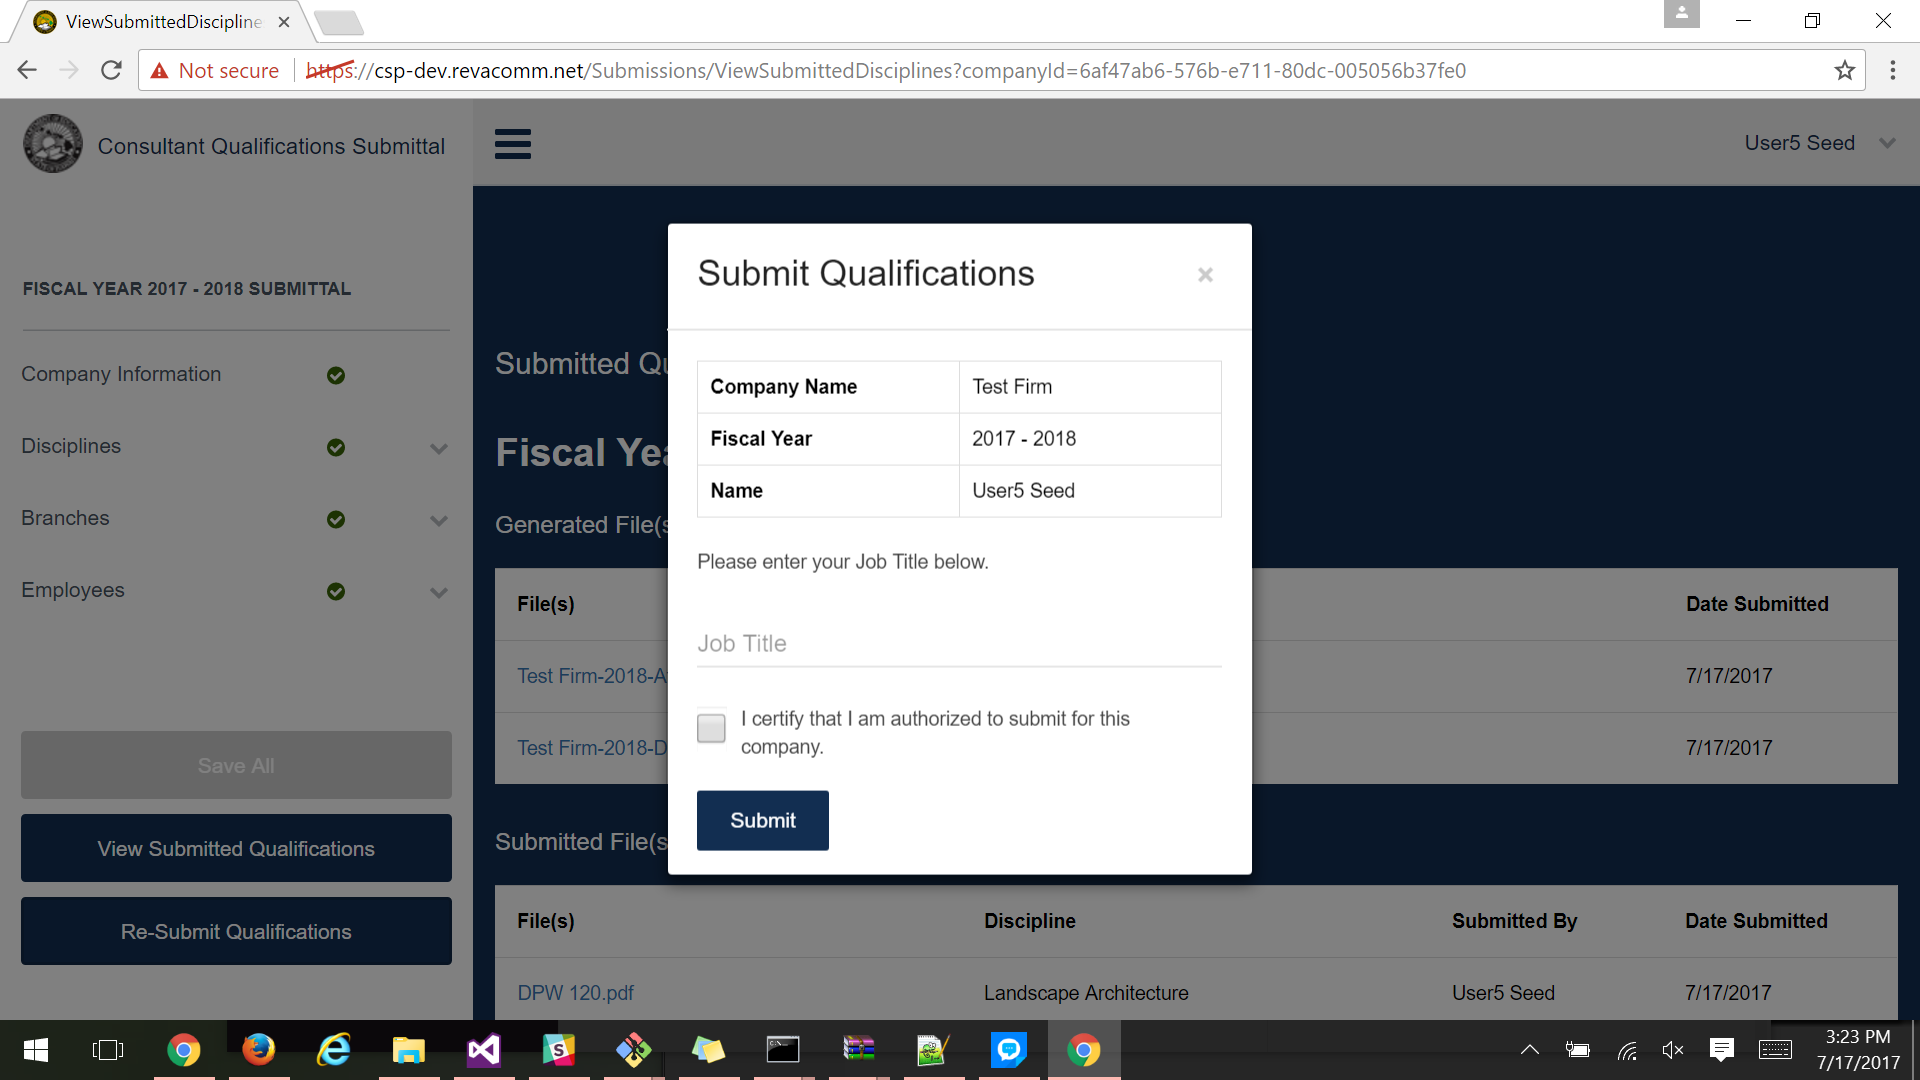 ViewSubmittedDiscipline
Not secure
https://csp-dev.revacomm.net/Submissions/ViewSubmittedDisciplines?companyId=6af47ab6-576b-e711-80dc-005056b37fe0
Consultant Qualifications Submittal
User5 Seed
FISCAL YEAR 2017 - 2018 SUBMITTAL
Company Information
Disciplines
Branches
Employees
Save All
View Submitted Qualifications
Re-Submit Qualifications
Submitted Qu
Fiscal Yea
Generated File(s
File(s)
Date Submitted
Test Firm-2018-A
7/17/2017
Test Firm-2018-D
7/17/2017
Submitted File(s
File(s) Discipline Submitted By Date Submitted
DPW 120.pdf Landscape Architecture User5 Seed 7/17/2017
Submit Qualifications
×
Company Name Test Firm
Fiscal Year 2017 - 2018
Name User5 Seed
Please enter your Job Title below.
Job Title
I certify that I am authorized to submit for this
company.
Submit
3:23 PM
7/17/2017